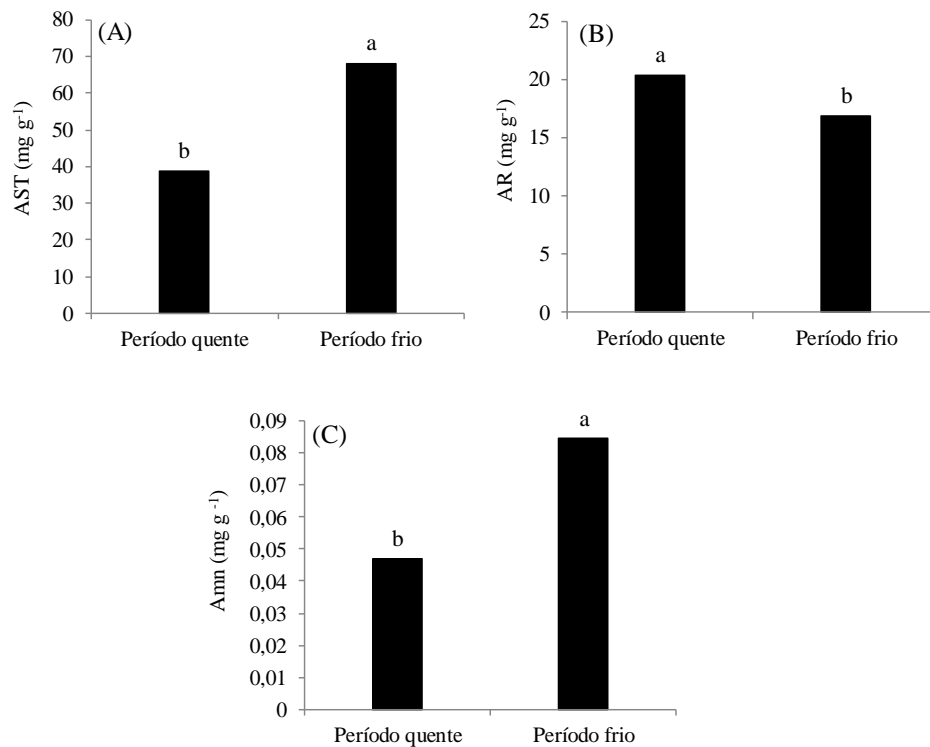 (A)
AST (mg g⁻¹)
80
70
60
50
40
30
20
10
0
b
a
Período quente
Período frio
(B)
AR (mg g⁻¹)
25
20
15
10
5
0
a
b
Período quente
Período frio
(C)
Amn (mg g ⁻¹)
0,09
0,08
0,07
0,06
0,05
0,04
0,03
0,02
0,01
0
b
a
Período quente
Período frio